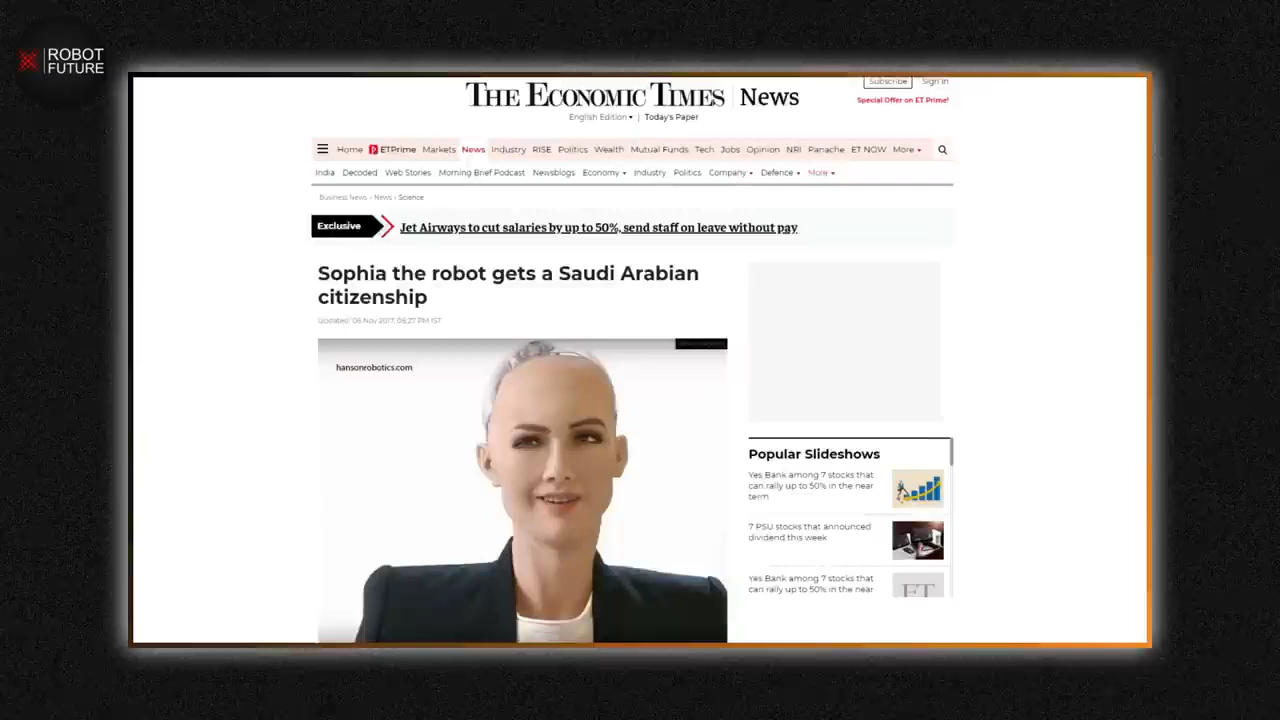 ROBOT
FUTURE
THE ECONOMIC TIMES | News
Subscribe Sign In
Special Offer on ET Prime!
English Edition ▾ | Today's Paper
Home ETPrime Markets News Industry RISE Politics Wealth Mutual Funds Tech Jobs Opinion NRI Panache ET NOW More ▾
India Decoded Web Stories Morning Brief Podcast Newsblogs Economy ▾ Industry Politics Company ▾ Defence ▾ More ▾
Business News › News › Science
Exclusive Jet Airways to cut salaries by up to 50%, send staff on leave without pay
Sophia the robot gets a Saudi Arabian
citizenship
Updated: 06 Nov 2017, 06:27 PM IST
hansonrobotics.com
Popular Slideshows
Yes Bank among 7 stocks that
can rally up to 50% in the near
term
7 PSU stocks that announced
dividend this week
Yes Bank among 7 stocks that
can rally up to 50% in the near
ET